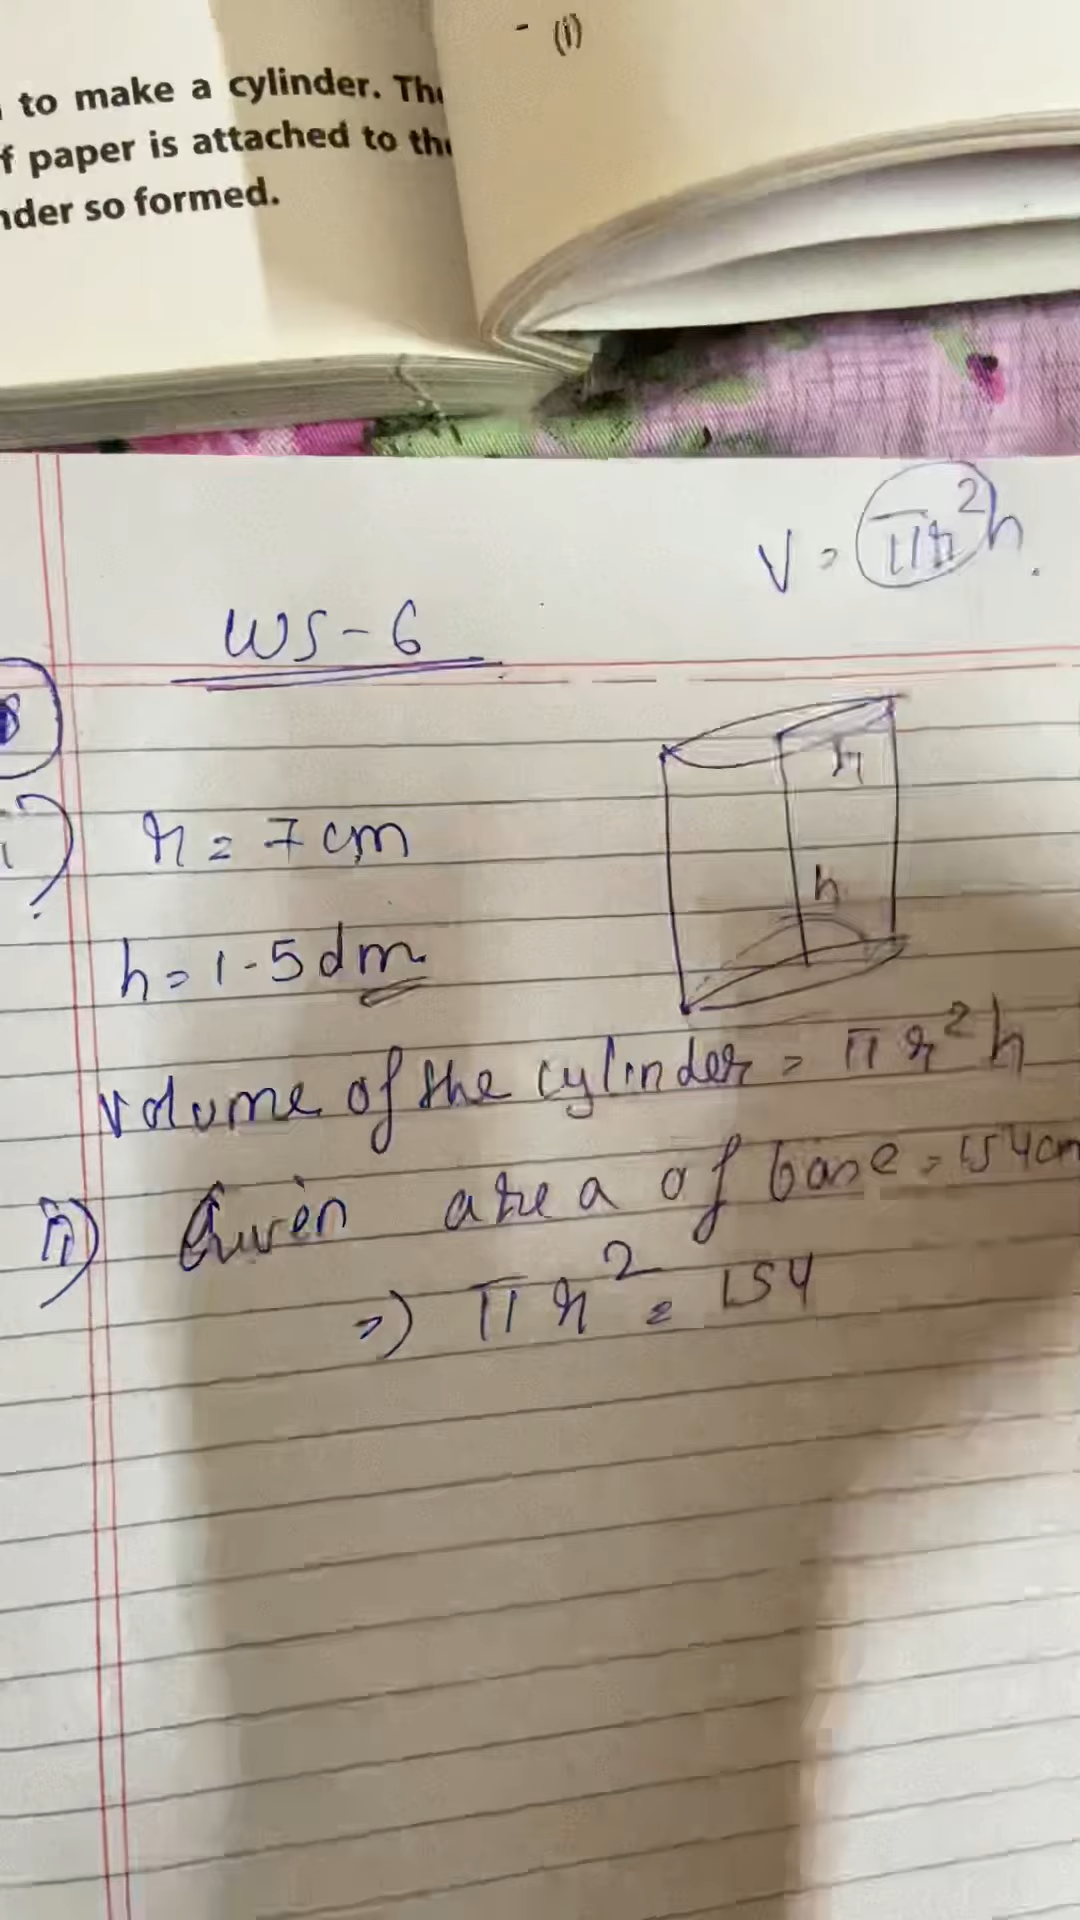 - (i)
to make a cylinder. The
f paper is attached to the
nder so formed.
V = πr²h.
WS-6
i)
r = 7 cm
h = 1.5 dm
r
h
Volume of the cylinder = πr²h
ii) Given area of base = 154 cm
=> πr² = 154